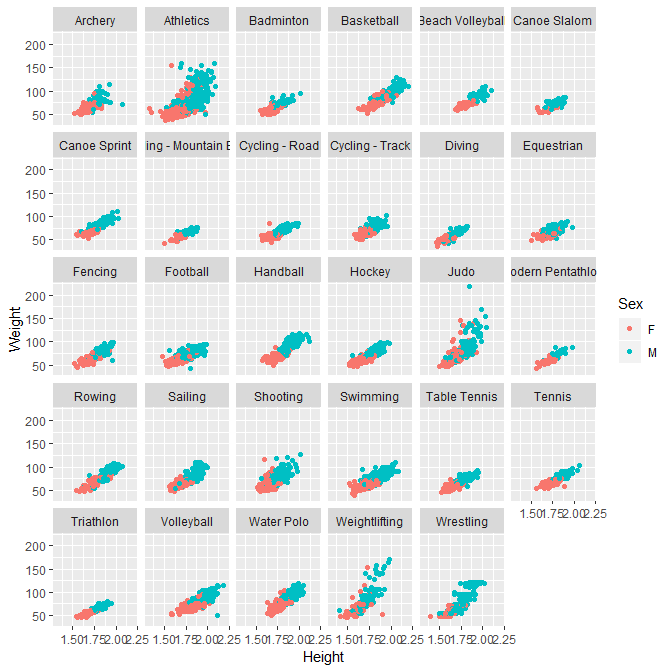 Archery Athletics Badminton Basketball Beach Volleyball Canoe Slalom
200
150
100
50
Canoe Sprint ing - Mountain B Cycling - Road Cycling - Track Diving Equestrian
200
150
100
50
Fencing Football Handball Hockey Judo odern Pentathlo
200
150
100
50
Weight
Sex
F
M
Rowing Sailing Shooting Swimming Table Tennis Tennis
200
150
100
50
1.50 1.75 2.00 2.25
Triathlon Volleyball Water Polo Weightlifting Wrestling
200
150
100
50
1.50 1.75 2.00 2.25 1.50 1.75 2.00 2.25 1.50 1.75 2.00 2.25 1.50 1.75 2.00 2.25 1.50 1.75 2.00 2.25
Height